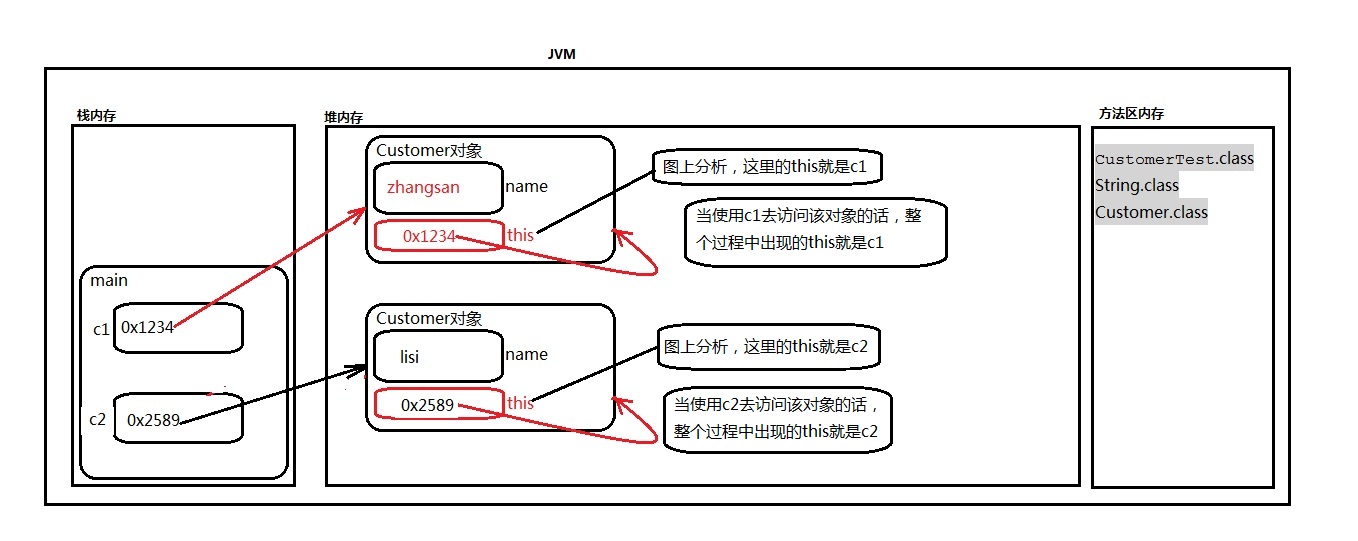 JVM
栈内存
main
c1 0x1234
c2 0x2589
堆内存
Customer对象
zhangsan name
0x1234 this
图上分析，这里的this就是c1
当使用c1去访问该对象的话，整
个过程中出现的this就是c1
Customer对象
lisi name
0x2589 this
图上分析，这里的this就是c2
当使用c2去访问该对象的话，
整个过程中出现的this就是c2
方法区内存
CustomerTest.class
String.class
Customer.class